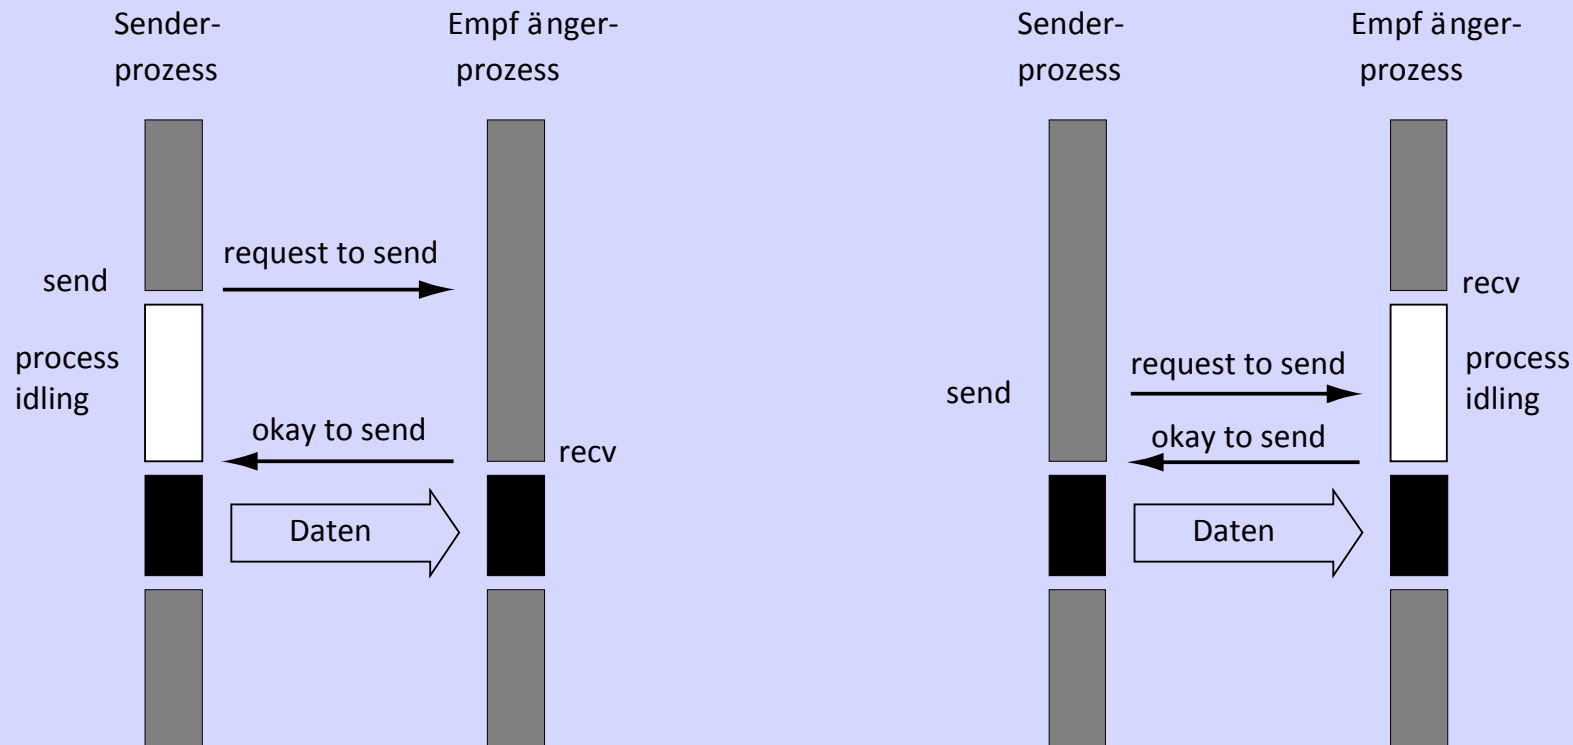 Sender-
prozess
Empf änger-
prozess
send
request to send
process
idling
okay to send
recv
Daten
Sender-
prozess
Empf änger-
prozess
recv
request to send
process
idling
send
okay to send
Daten